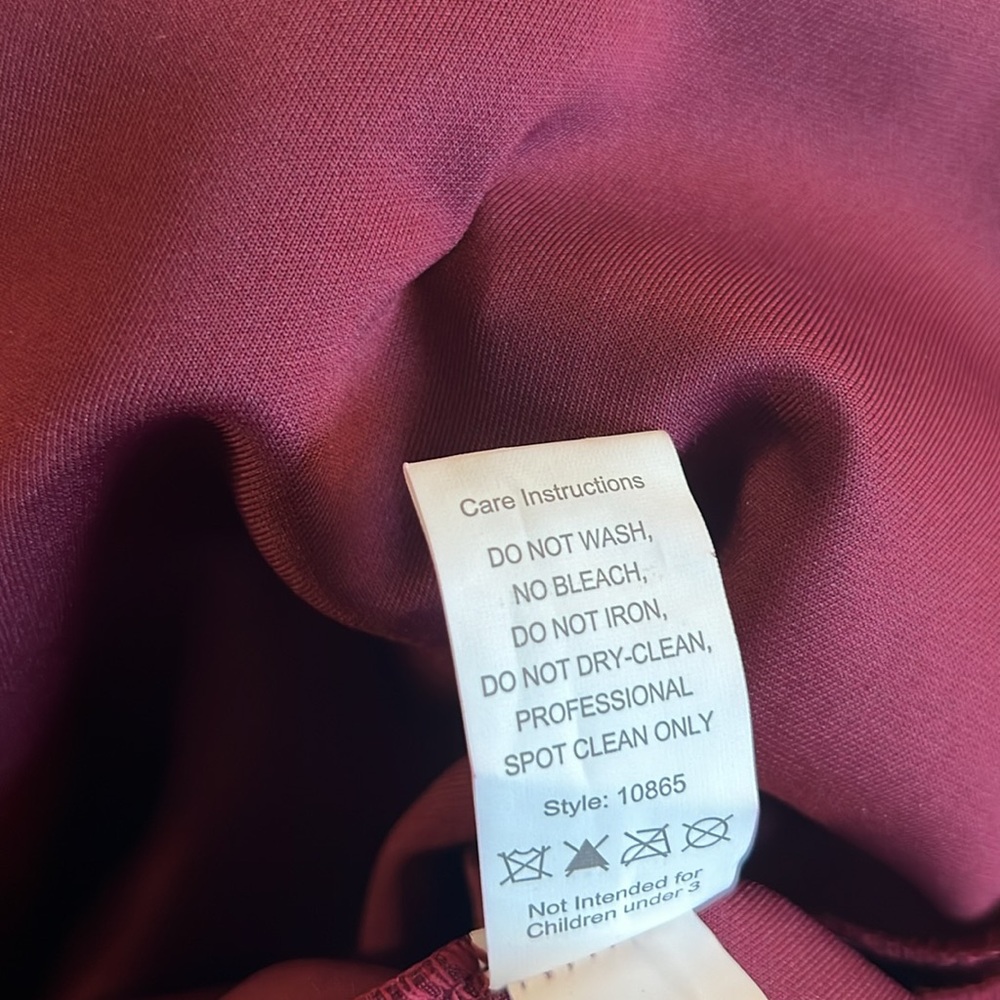 Care Instructions
DO NOT WASH,
NO BLEACH,
DO NOT IRON,
DO NOT DRY-CLEAN,
PROFESSIONAL
SPOT CLEAN ONLY
Style: 10865
Not Intended for
Children under 3